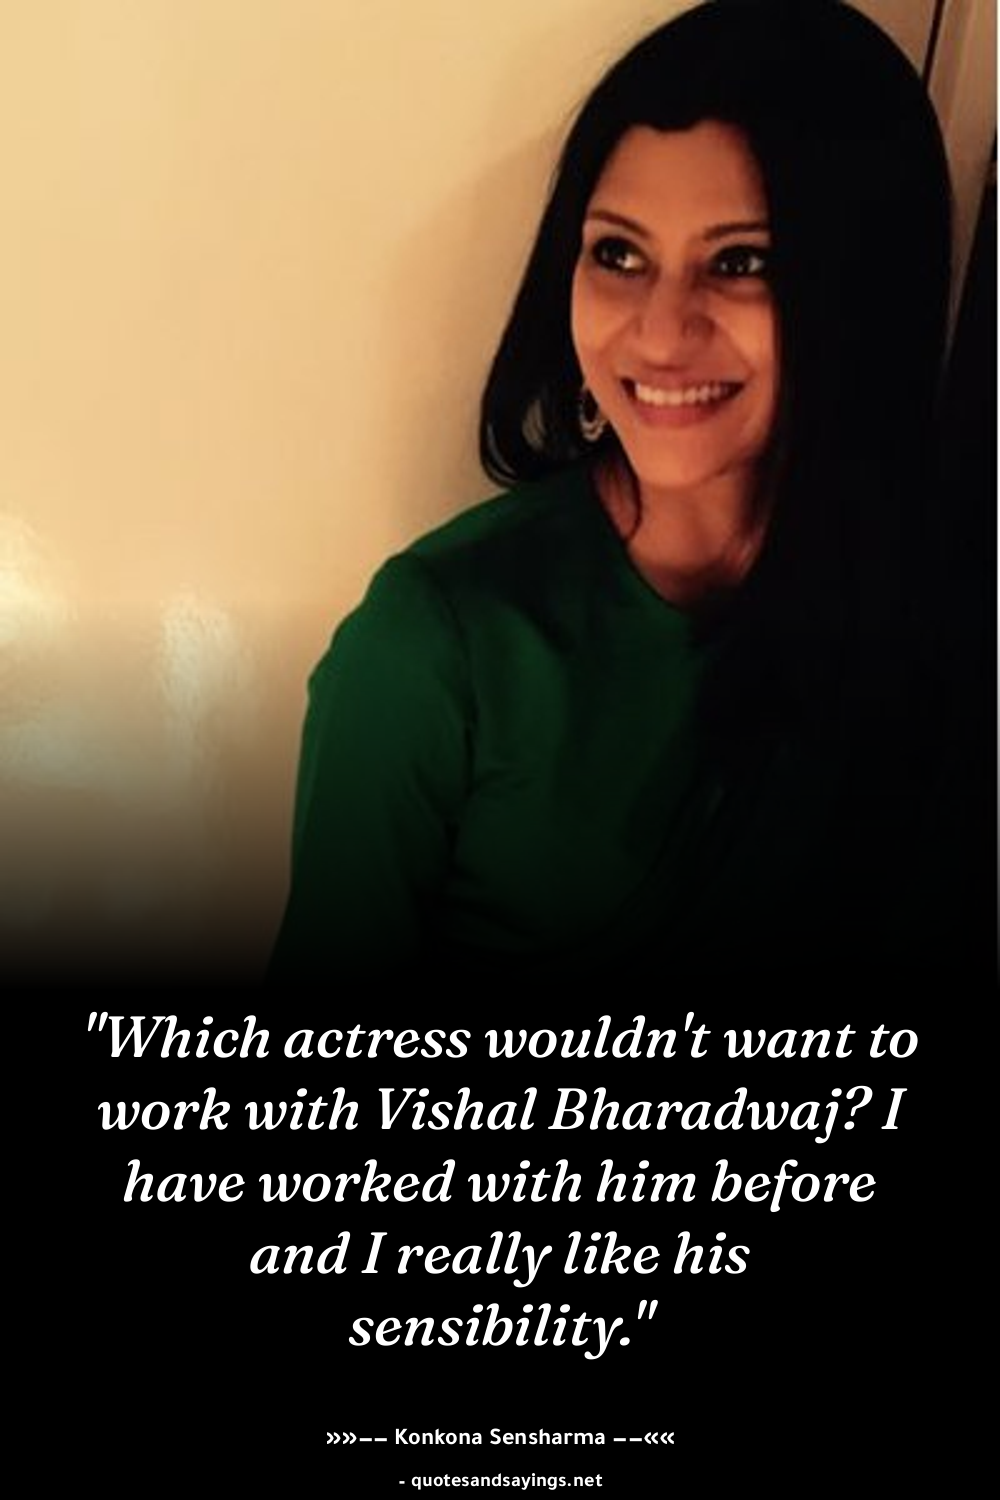 "Which actress wouldn't want to
work with Vishal Bharadwaj? I
have worked with him before
and I really like his
sensibility."
»»–– Konkona Sensharma ––««
- quotesandsayings.net